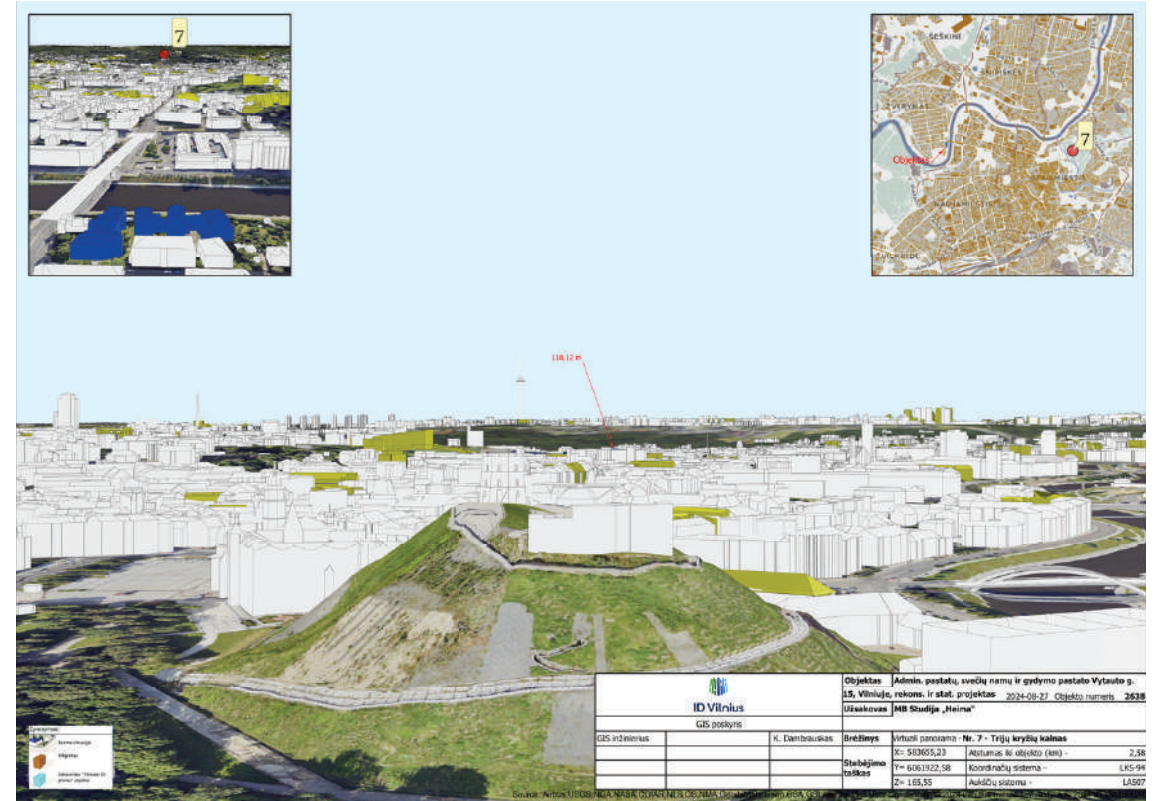 7
ŠEŠKINĖ
ŠNIPIŠKĖS
ŽVĖRYNAS
7
Objektas
118,12 m
ID Vilnius
GIS poskyris
GIS inžinierius K. Dambrauskas
Objektas Admin. pastatų, svečių namų ir gydymo pastato Vytauto g.
15, Vilniuje, rekons. ir stat. projektas 2024-08-27 Objekto numeris 2638
Užsakovas MB Studija „Heima"
Brėžinys Virtuali panorama - Nr. 7 - Trijų kryžių kalnas
Stebėjimo taškas
X= 583655,23 Atstumas iki objekto (km) - 2,58
Y= 6061922,58 Koordinačių sistema - LKS-94
Z= 165,55 Aukščių sistema - LAS07
Objektas